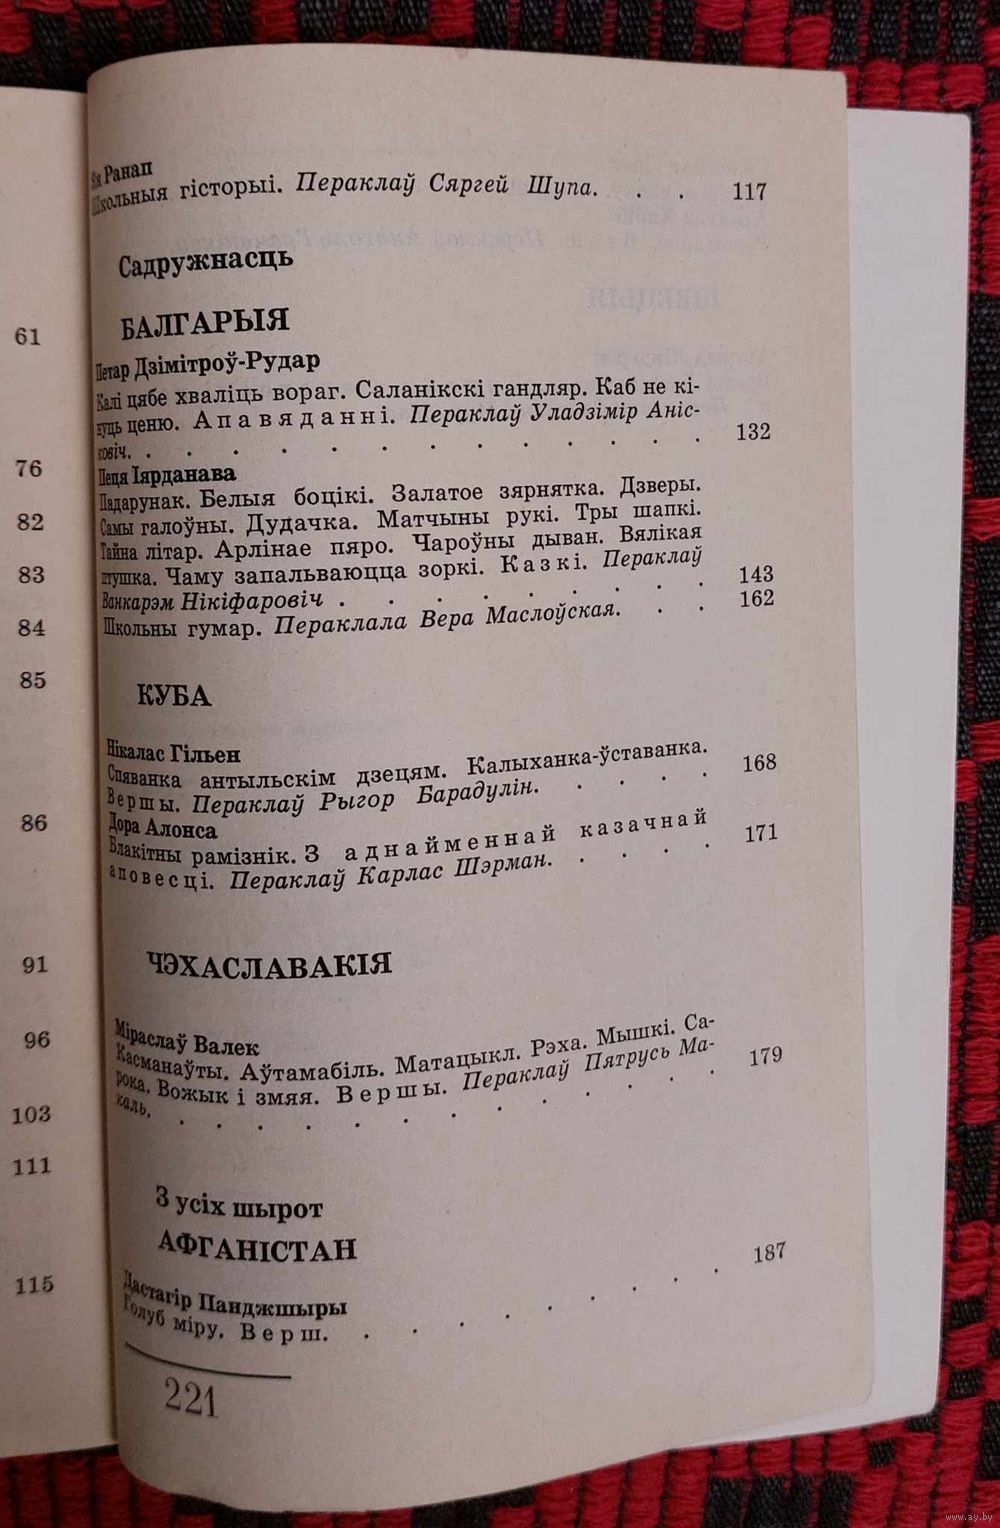 Ранап
Школьныя гісторыі. Пераклаў Сяргей Шупа. . . . 117
Садружнасць
БАЛГАРЫЯ
Петар Дзімітроў-Рудар
Калі цябе хваліць вораг. Саланікскі гандляр. Каб не кі-
нуць ценю. Апавяданні. Пераклаў Уладзімір Аніс-
ковіч. . . . . . . . . . . . 132
Пеця Іярданава
Падарунак. Белыя боцікі. Залатое зярнятка. Дзверы.
Самы галоўны. Дудачка. Матчыны рукі. Тры шапкі.
Тайна літар. Арлінае пяро. Чароўны дыван. Вялікая
птушка. Чаму запальваюцца зоркі. Казкі. Пераклаў
Ванкарэм Нікіфаровіч . . . . . . . . 143
Школьны гумар. Пераклала Вера Маслоўская. . . 162
КУБА
Нікалас Гільен
Спяванка антыльскім дзецям. Калыханка-ўставанка.
Вершы. Пераклаў Рыгор Барадулін. . . . . 168
Дора Алонса
Блакітны рамізнік. З аднайменнай казачнай
аповесці. Пераклаў Карлас Шэрман. . . . . 171
ЧЭХАСЛАВАКІЯ
Міраслаў Валек
Касманаўты. Аўтамабіль. Матацыкл. Рэха. Мышкі. Са-
рока. Вожык і змяя. Вершы. Пераклаў Пятрусь Ма-
каль. . . . . . . . . . . . 179
З усіх шырот
АФГАНІСТАН
Дастагір Панджшыры
Голуб міру. Верш. . . . . . . . . 187
221
61
76
82
83
84
85
86
91
96
103
111
115
www.ay.by